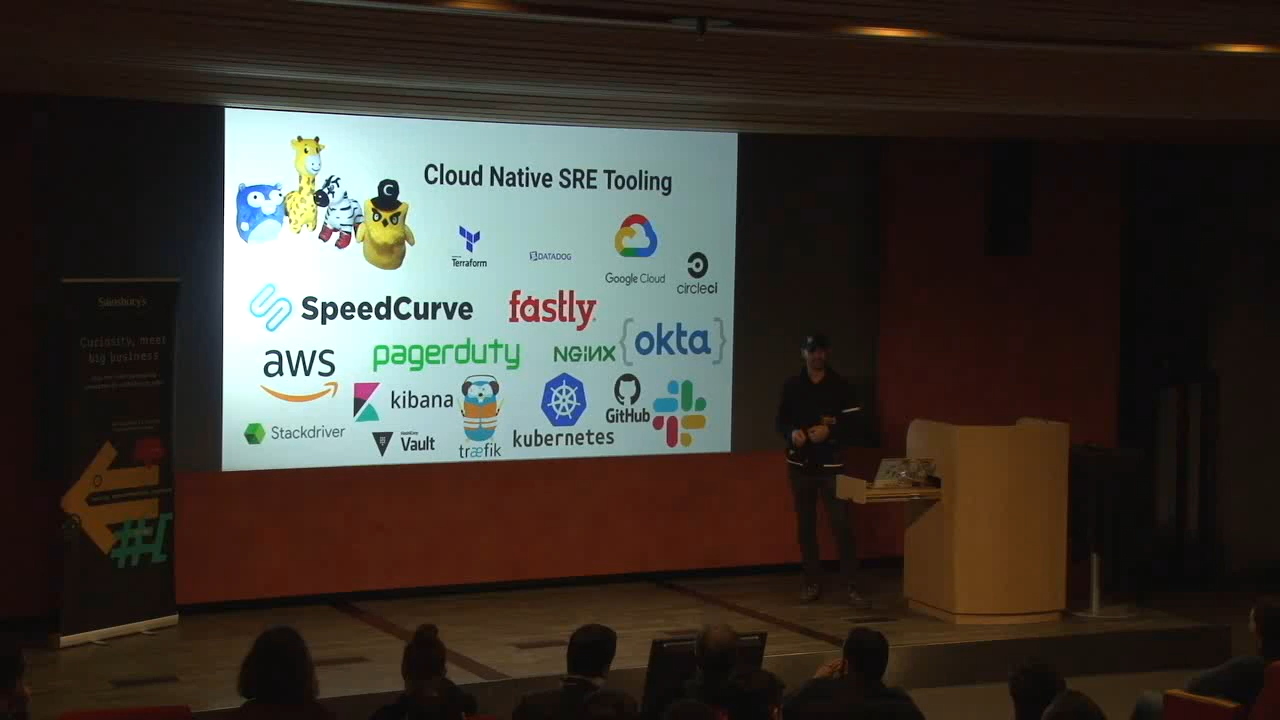 Cloud Native SRE Tooling
Terraform
DATADOG
Google Cloud
circleci
SpeedCurve
fastly
aws
pagerduty
NGINX
{okta}
kibana
GitHub
Stackdriver
Vault
træfik
kubernetes
C
Sainsbury's
Curiosity, meet
big business